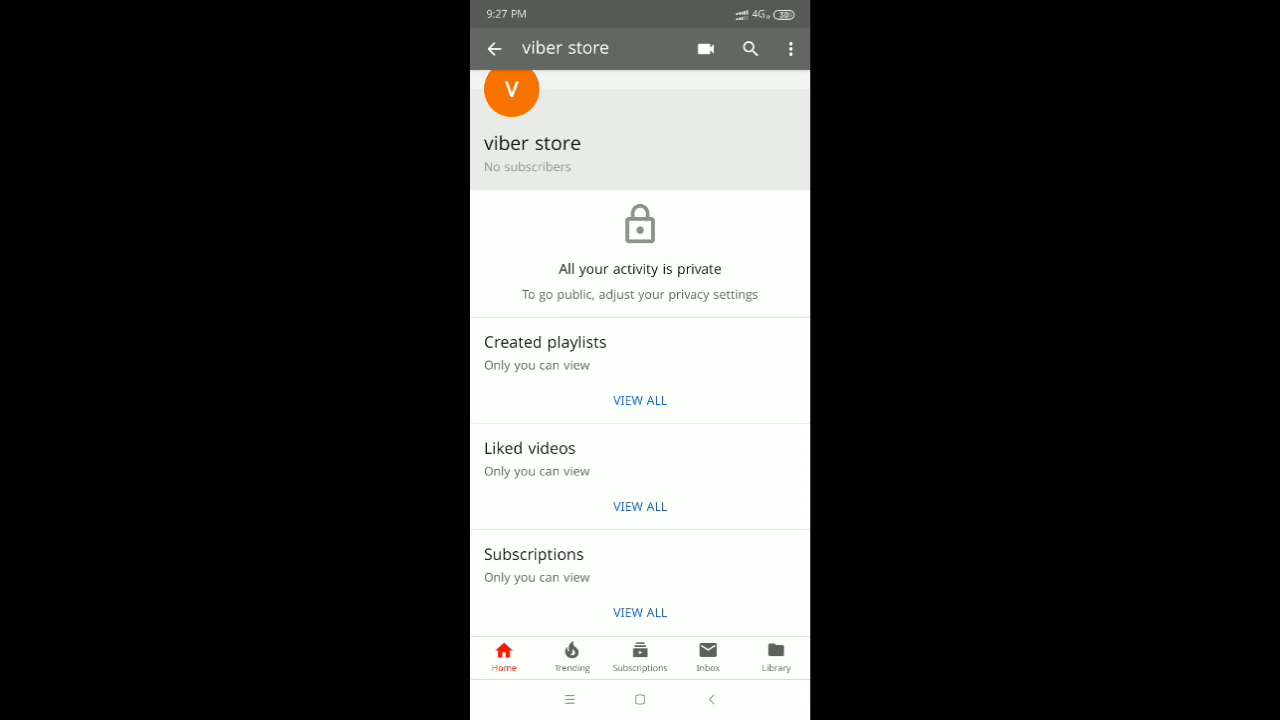 9:27 PM
4G
30
viber store
V
viber store
No subscribers
All your activity is private
To go public, adjust your privacy settings
Created playlists
Only you can view
VIEW ALL
Liked videos
Only you can view
VIEW ALL
Subscriptions
Only you can view
VIEW ALL
Home
Trending
Subscriptions
Inbox
Library